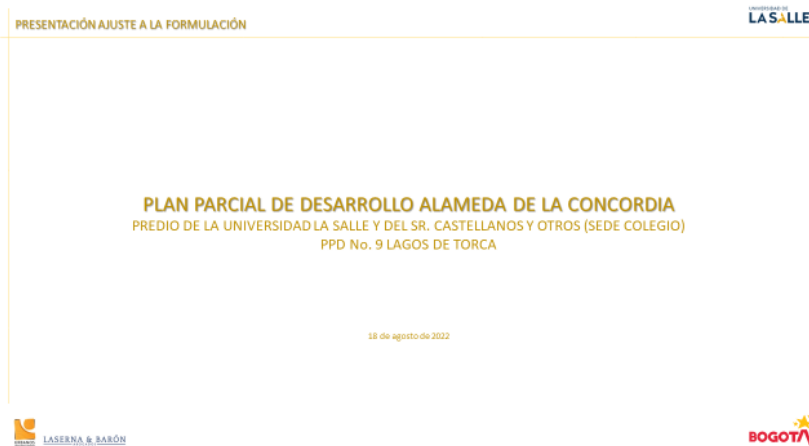 PRESENTACIÓN AJUSTE A LA FORMULACIÓN
UNIVERSIDAD DE
LA SALLE
PLAN PARCIAL DE DESARROLLO ALAMEDA DE LA CONCORDIA
PREDIO DE LA UNIVERSIDAD LA SALLE Y DEL SR. CASTELLANOS Y OTROS (SEDE COLEGIO)
PPD No. 9 LAGOS DE TORCA
18 de agosto de 2022
LASERNA & BARÓN
BOGOTÁ